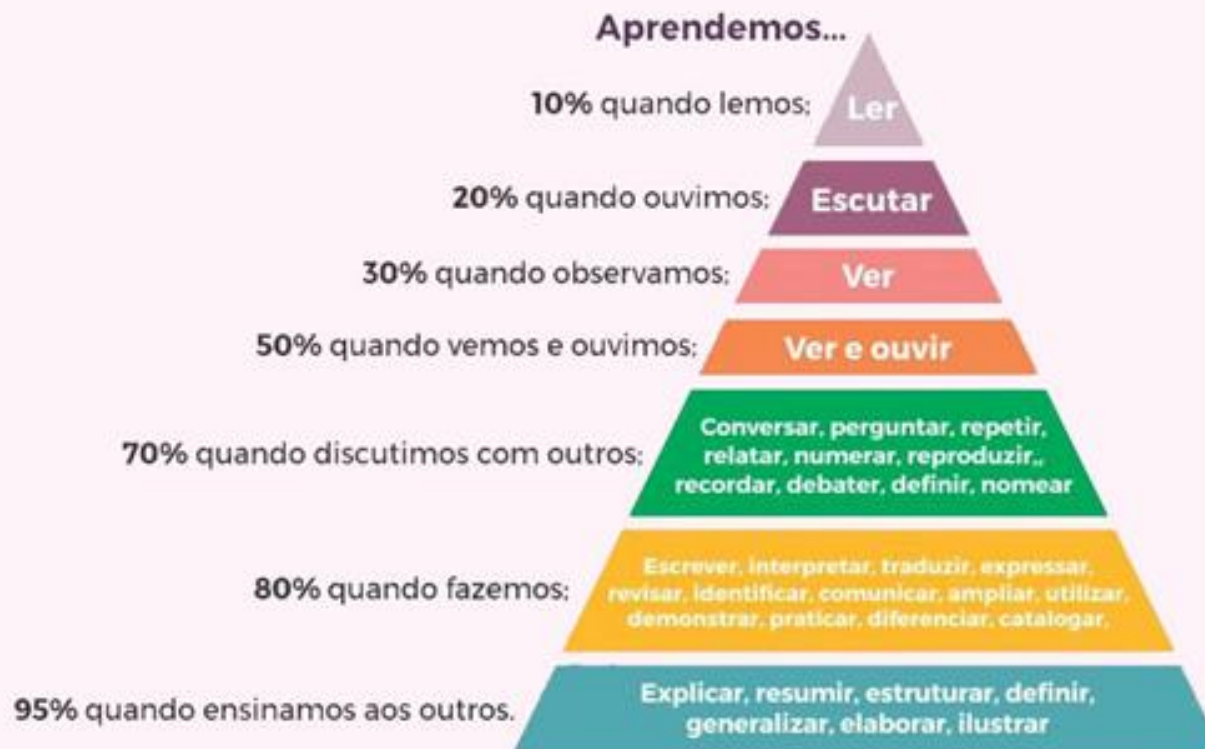 Aprendemos...
10% quando lemos;
Ler
20% quando ouvimos;
Escutar
30% quando observamos;
Ver
50% quando vemos e ouvimos;
Ver e ouvir
70% quando discutimos com outros;
Conversar, perguntar, repetir,
relatar, numerar, reproduzir,,
recordar, debater, definir, nomear
80% quando fazemos;
Escrever, interpretar, traduzir, expressar,
revisar, identificar, comunicar, ampliar, utilizar,
demonstrar, praticar, diferenciar, catalogar,
95% quando ensinamos aos outros.
Explicar, resumir, estruturar, definir,
generalizar, elaborar, ilustrar